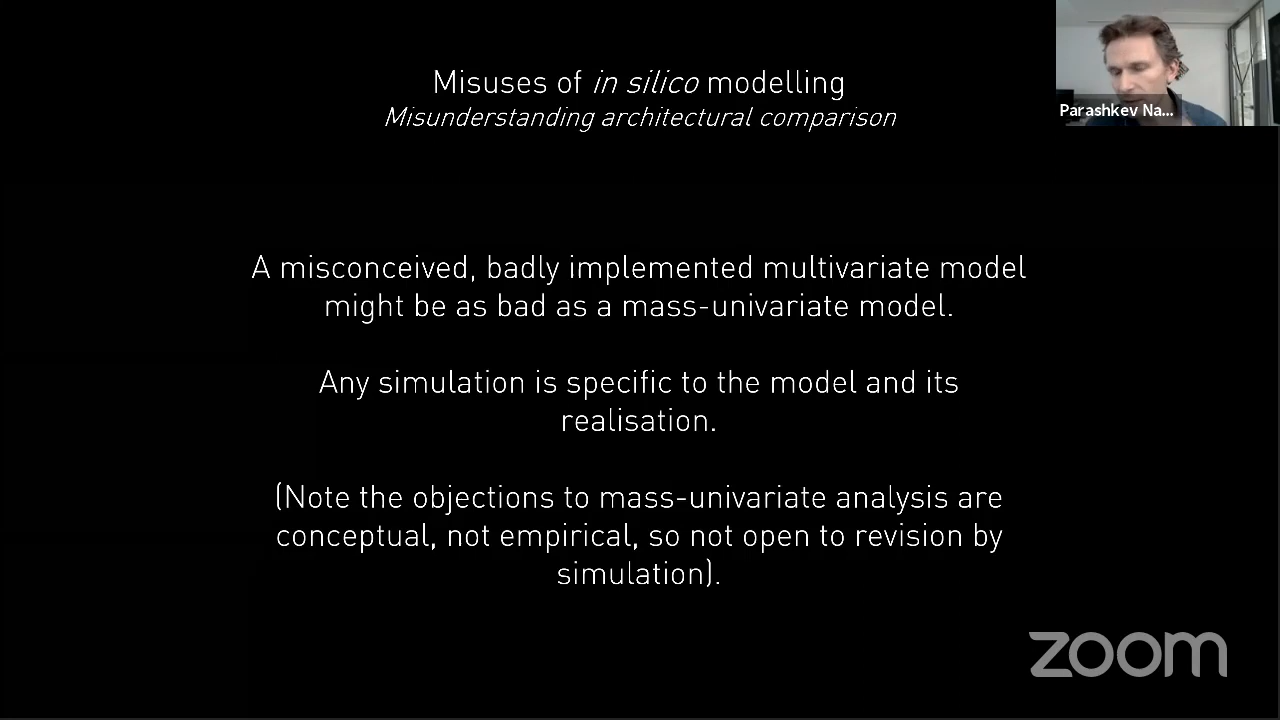 Misuses of in silico modelling
Misunderstanding architectural comparison
Parashkev Na...
A misconceived, badly implemented multivariate model
might be as bad as a mass-univariate model.
Any simulation is specific to the model and its
realisation.
(Note the objections to mass-univariate analysis are
conceptual, not empirical, so not open to revision by
simulation).
zoom